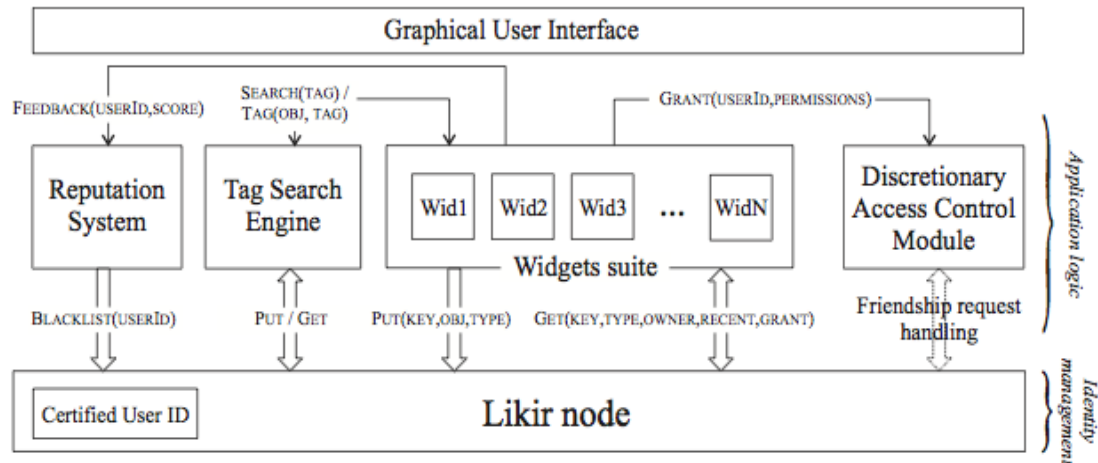 Graphical User Interface
FEEDBACK(USERID,SCORE)
SEARCH(TAG) /
TAG(OBJ, TAG)
GRANT(USERID,PERMISSIONS)
Reputation
System
Tag Search
Engine
Wid1
Wid2
Wid3
...
WidN
Widgets suite
Discretionary
Access Control
Module
Application logic
BLACKLIST(USERID)
PUT / GET
PUT(KEY,OBJ,TYPE)
GET(KEY,TYPE,OWNER,RECENT,GRANT)
Friendship request
handling
Certified User ID
Likir node
Identity
management